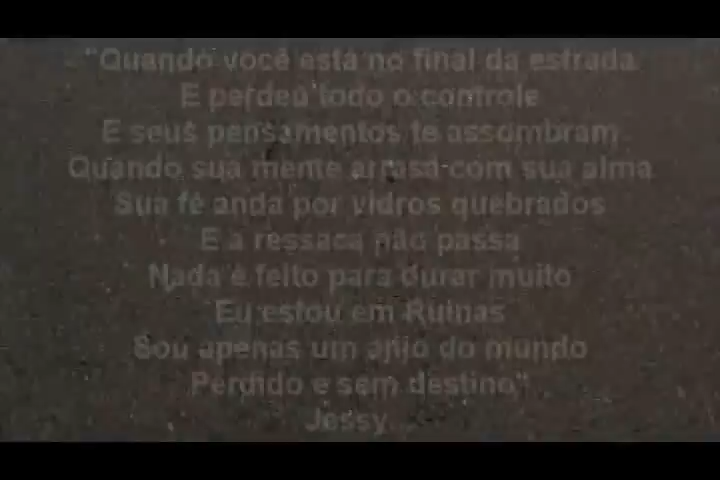 "Quando você está no final da estrada
E perdeu todo o controle
E seus pensamentos te assombram
Quando sua mente arrasa com sua alma
Sua fé anda por vidros quebrados
E a ressaca não passa
Nada é feito para durar muito
Eu estou em Ruinas
Sou apenas um anjo do mundo
Perdido e sem destino"
Jessy...